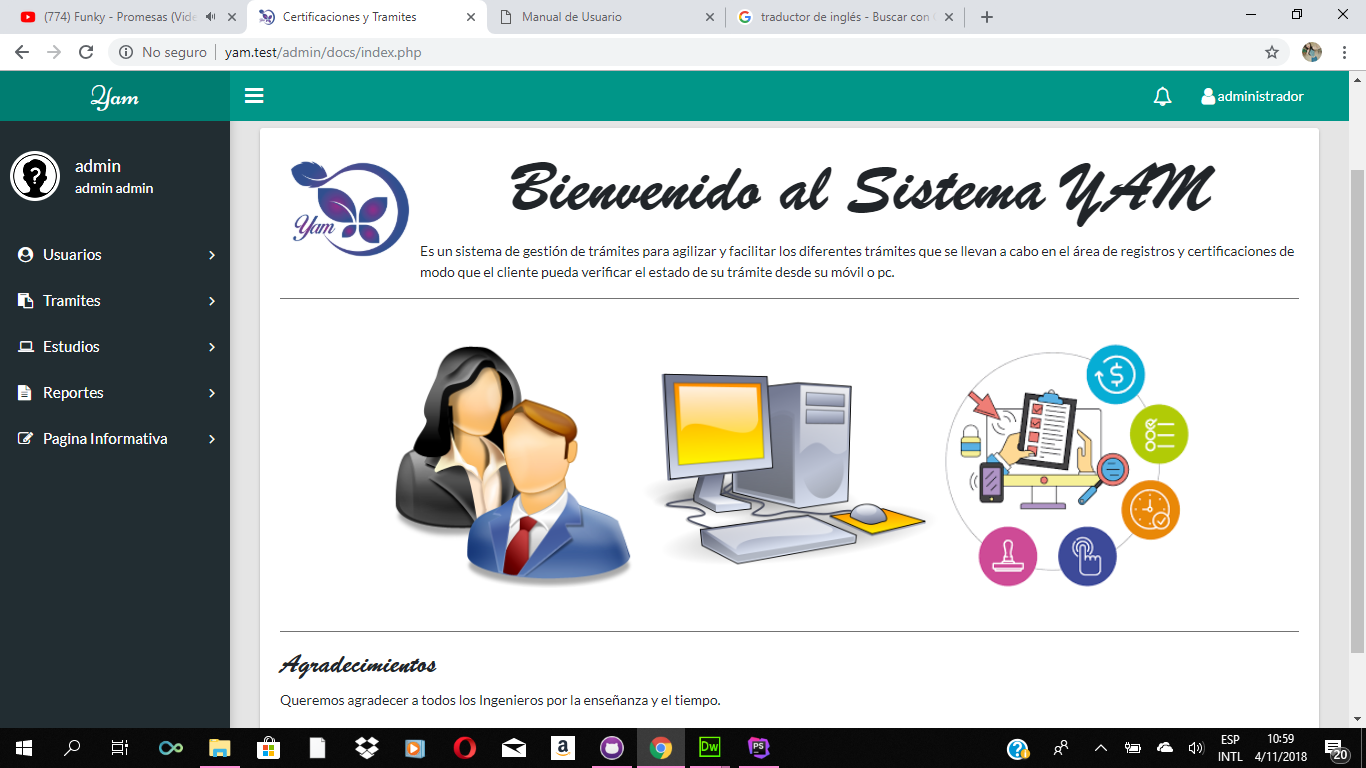 (774) Funky - Promesas (Vide
Certificaciones y Tramites
Manual de Usuario
traductor de inglés - Buscar con
No seguro
yam.test/admin/docs/index.php
Yam
administrador
admin
admin admin
Usuarios
Tramites
Estudios
Reportes
Pagina Informativa
Yam
Bienvenido al Sistema YAM
Es un sistema de gestión de trámites para agilizar y facilitar los diferentes trámites que se llevan a cabo en el área de registros y certificaciones de
modo que el cliente pueda verificar el estado de su trámite desde su móvil o pc.
Agradecimientos
Queremos agradecer a todos los Ingenieros por la enseñanza y el tiempo.
Dw
PS
ESP
INTL
10:59
4/11/2018
20